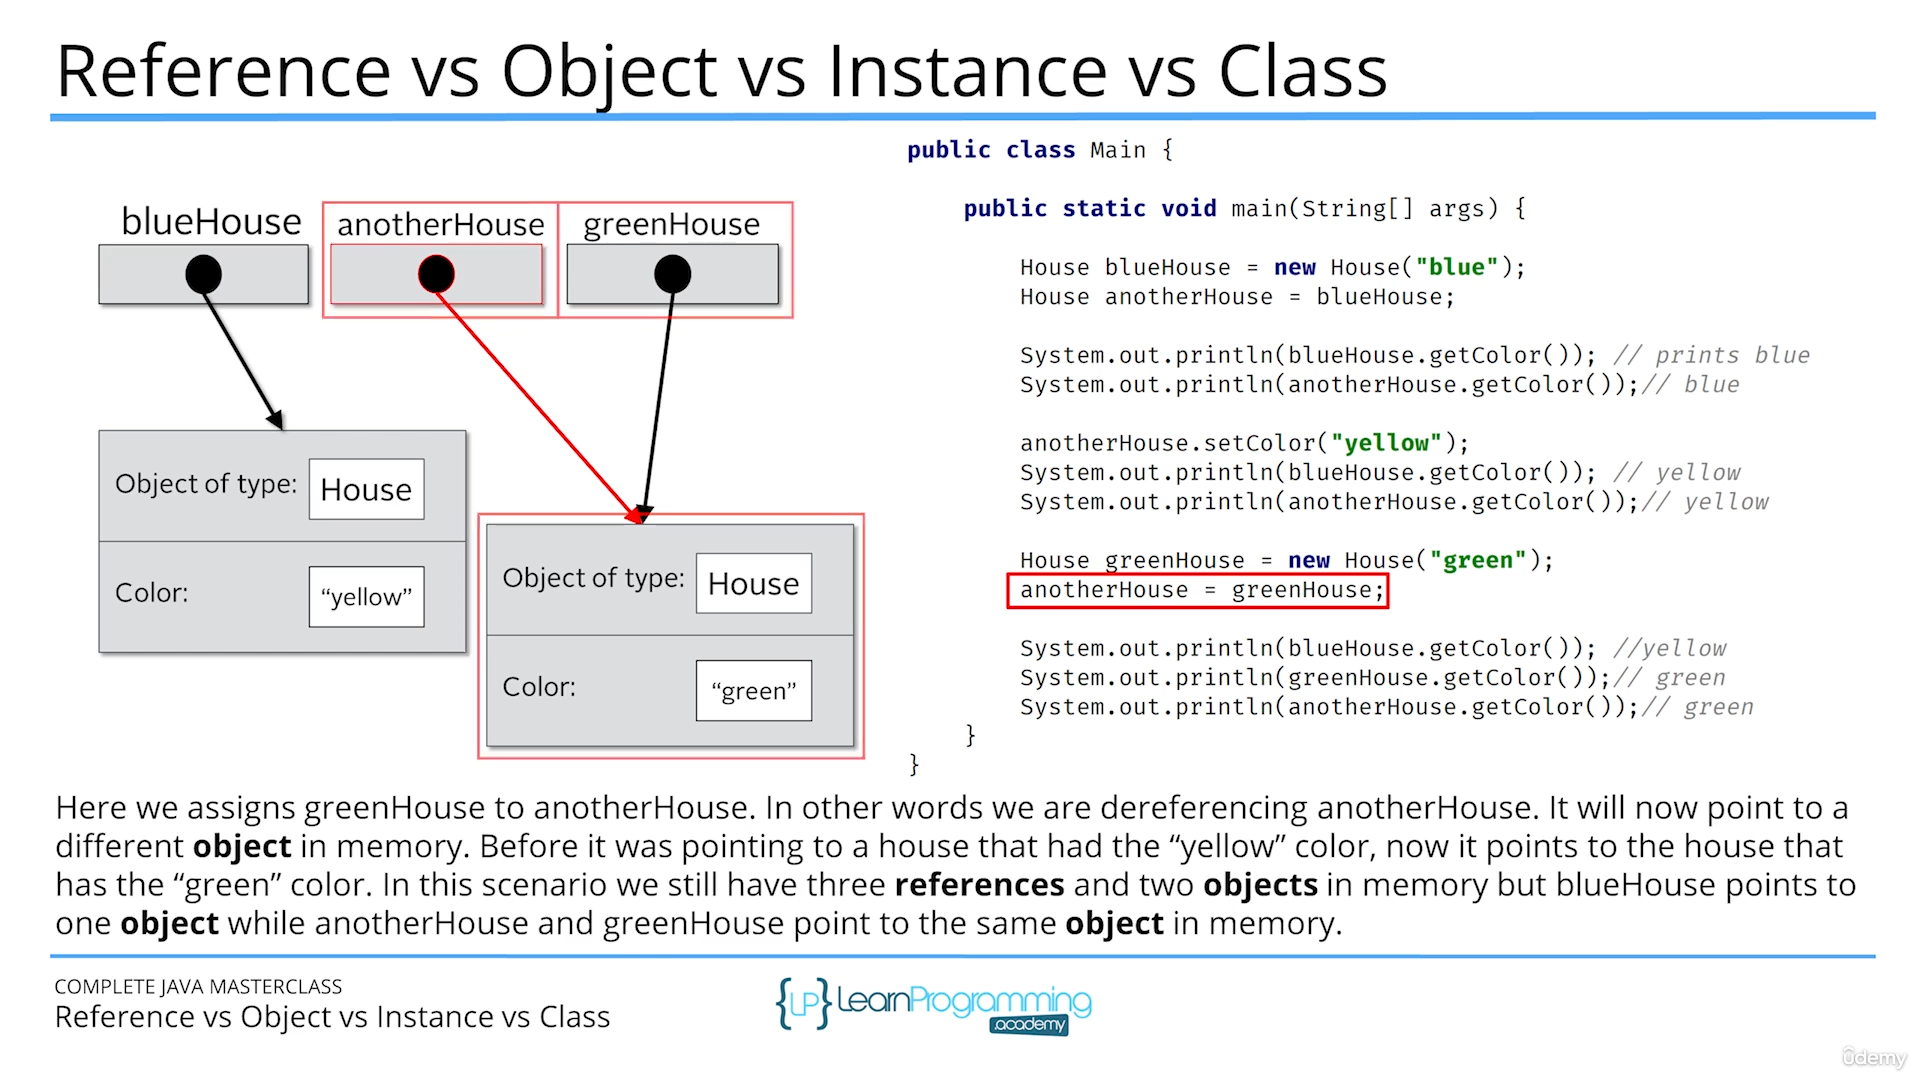 Reference vs Object vs Instance vs Class
blueHouse
anotherHouse
greenHouse
Object of type:
House
Color:
“yellow”
Object of type:
House
Color:
“green”
public class Main {
public static void main(String[] args) {
House blueHouse = new House("blue");
House anotherHouse = blueHouse;
System.out.println(blueHouse.getColor()); // prints blue
System.out.println(anotherHouse.getColor());// blue
anotherHouse.setColor("yellow");
System.out.println(blueHouse.getColor()); // yellow
System.out.println(anotherHouse.getColor());// yellow
House greenHouse = new House("green");
anotherHouse = greenHouse;
System.out.println(blueHouse.getColor()); //yellow
System.out.println(greenHouse.getColor());// green
System.out.println(anotherHouse.getColor());// green
}
}
Here we assigns greenHouse to anotherHouse. In other words we are dereferencing anotherHouse. It will now point to a
different object in memory. Before it was pointing to a house that had the “yellow” color, now it points to the house that
has the “green” color. In this scenario we still have three references and two objects in memory but blueHouse points to
one object while anotherHouse and greenHouse point to the same object in memory.
COMPLETE JAVA MASTERCLASS
Reference vs Object vs Instance vs Class
{LP} LearnProgramming
.academy
ûdemy